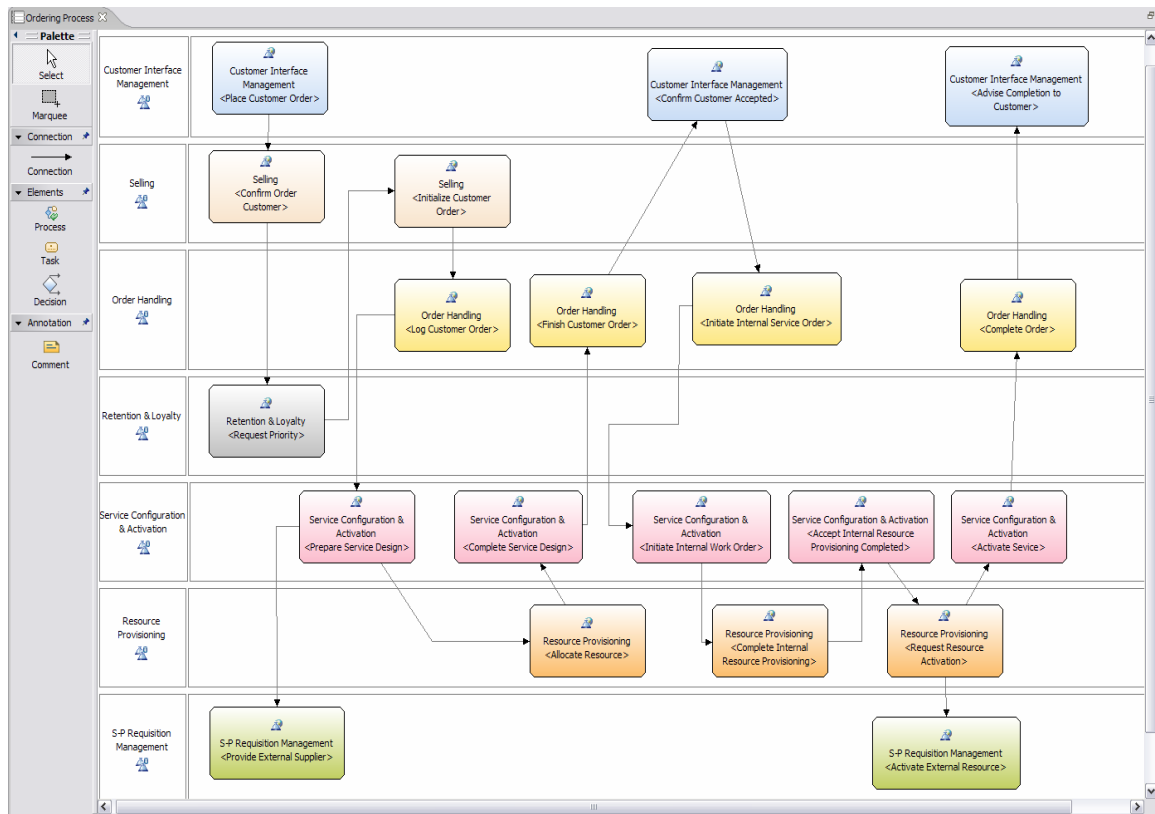 Ordering Process
Palette
Select
Marquee
Connection
Connection
Elements
Process
Task
Decision
Annotation
Comment
Customer Interface
Management
Customer Interface
Management
<Place Customer Order>
Customer Interface Management
<Confirm Customer Accepted>
Customer Interface Management
<Advise Completion to
Customer>
Selling
Selling
<Confirm Order
Customer>
Selling
<Initialize Customer
Order>
Order Handling
Order Handling
<Log Customer Order>
Order Handling
<Finish Customer Order>
Order Handling
<Initiate Internal Service Order>
Order Handling
<Complete Order>
Retention & Loyalty
Retention & Loyalty
<Request Priority>
Service Configuration
& Activation
Service Configuration &
Activation
<Prepare Service Design>
Service Configuration &
Activation
<Complete Service Design>
Service Configuration &
Activation
<Initiate Internal Work Order>
Service Configuration & Activation
<Accept Internal Resource
Provisioning Completed>
Service Configuration &
Activation
<Activate Sevice>
Resource
Provisioning
Resource Provisioning
<Allocate Resource>
Resource Provisioning
<Complete Internal
Resource Provisioning>
Resource Provisioning
<Request Resource
Activation>
S-P Requisition
Management
S-P Requisition Management
<Provide External Supplier>
S-P Requisition Management
<Activate External Resource>